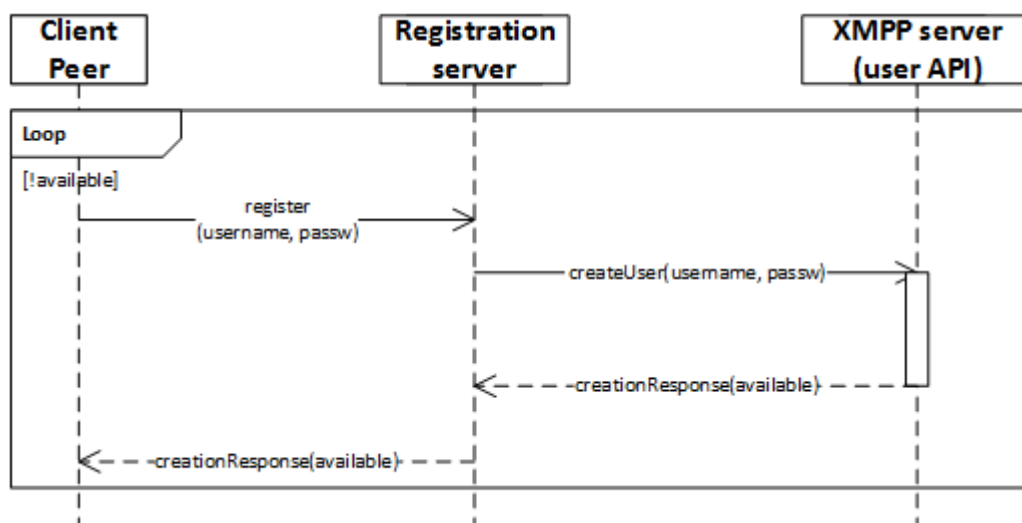 Client
Peer
Registration
server
XMPP server
(user API)
Loop
[!available]
register
(username, passw)
createUser(username, passw)
creationResponse(available)
creationResponse(available)